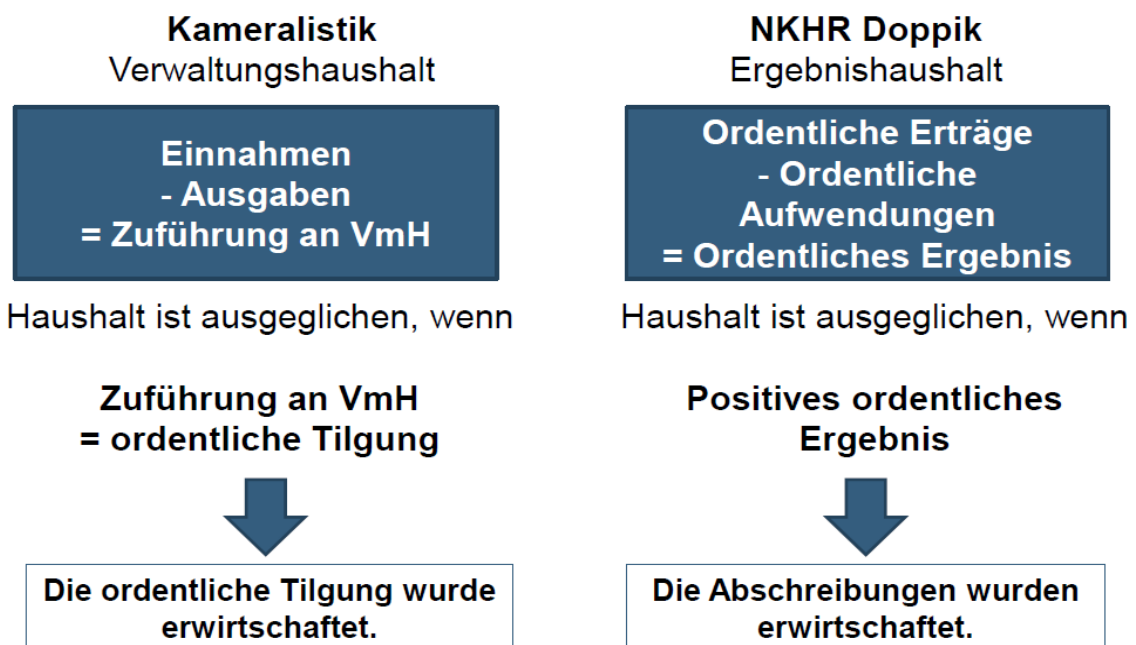 Kameralistik
Verwaltungshaushalt
Einnahmen
- Ausgaben
= Zuführung an VmH
Haushalt ist ausgeglichen, wenn
Zuführung an VmH
= ordentliche Tilgung
Die ordentliche Tilgung wurde
erwirtschaftet.
NKHR Doppik
Ergebnishaushalt
Ordentliche Erträge
- Ordentliche
Aufwendungen
= Ordentliches Ergebnis
Haushalt ist ausgeglichen, wenn
Positives ordentliches
Ergebnis
Die Abschreibungen wurden
erwirtschaftet.